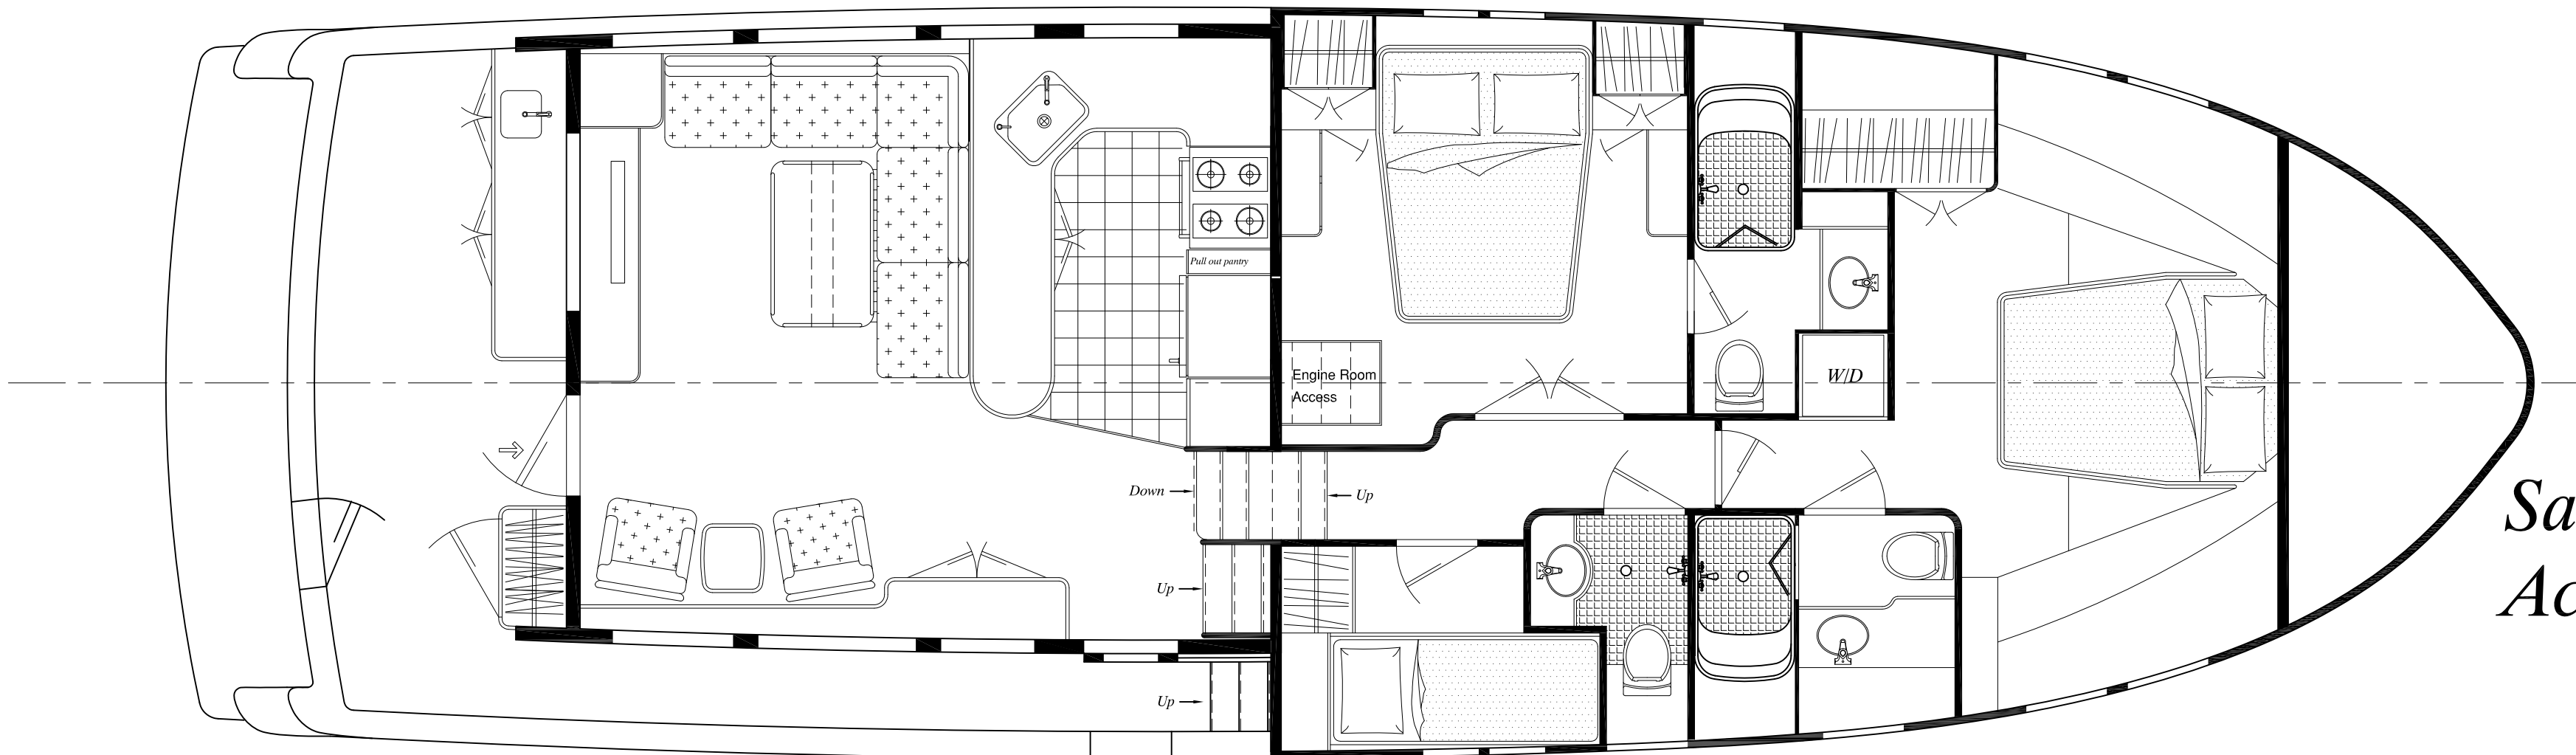 Pull out pantry
Engine Room
Access
W/D
Down
Up
Up
Up
Sa
Ac